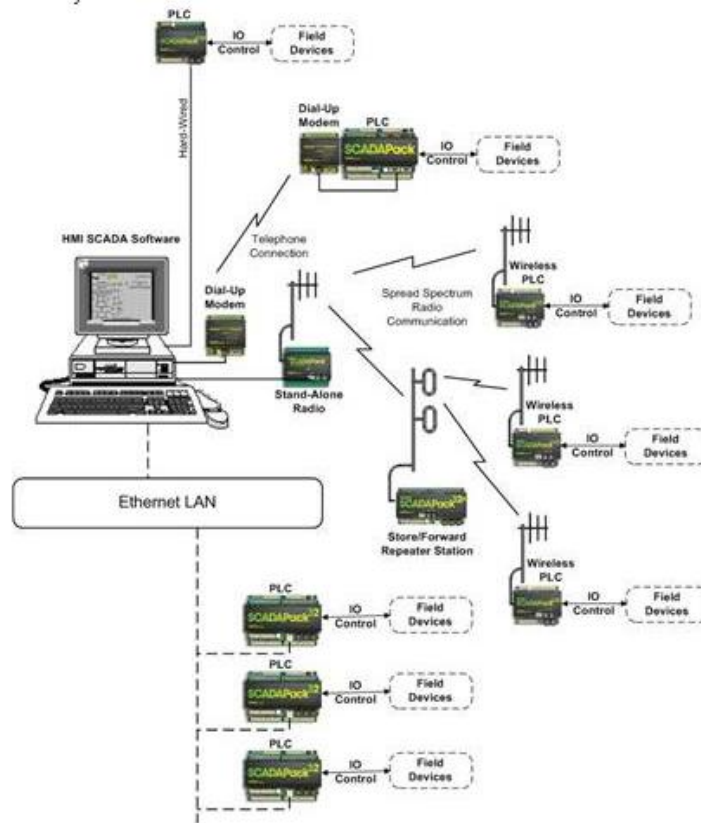 PLC
IO
Control
Field
Devices
Hard-Wired
Dial-Up
Modem
PLC
SCADAPack
IO
Control
Field
Devices
HMI SCADA Software
Telephone
Connection
Dial-Up
Modem
Stand-Alone
Radio
Spread Spectrum
Radio
Communication
Wireless
PLC
IO
Control
Field
Devices
Wireless
PLC
IO
Control
Field
Devices
SCADAPack
Store/Forward
Repeater Station
Wireless
PLC
IO
Control
Field
Devices
Ethernet LAN
PLC
SCADAPack 32
IO
Control
Field
Devices
PLC
SCADAPack 32
IO
Control
Field
Devices
PLC
SCADAPack 32
IO
Control
Field
Devices